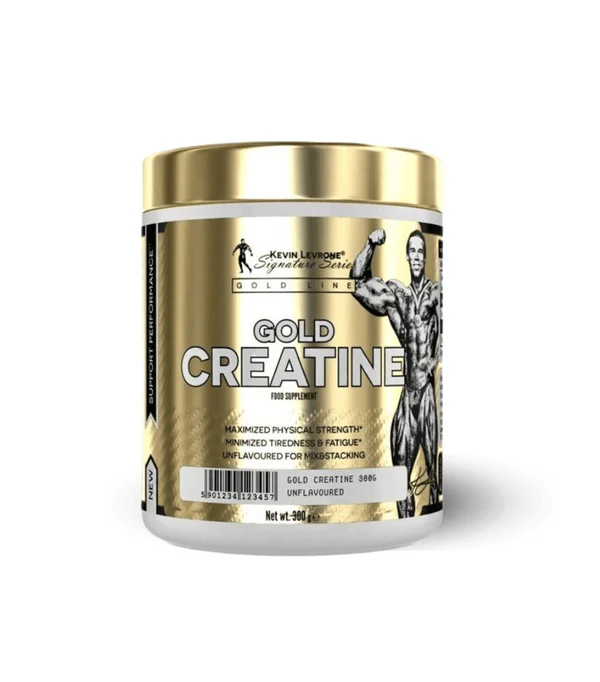 KEVIN LEVRONE®
Signature Series
GOLD LINE
GOLD
CREATINE
FOOD SUPPLEMENT
MAXIMIZED PHYSICAL STRENGTH*
MINIMIZED TIREDNESS & FATIGUE*
UNFLAVOURED FOR MIX&STACKING
GOLD CREATINE 300G
UNFLAVOURED
5 901234 123457
Net wt. 300 g e
SUPPORT PERFORMANCE*
NEW